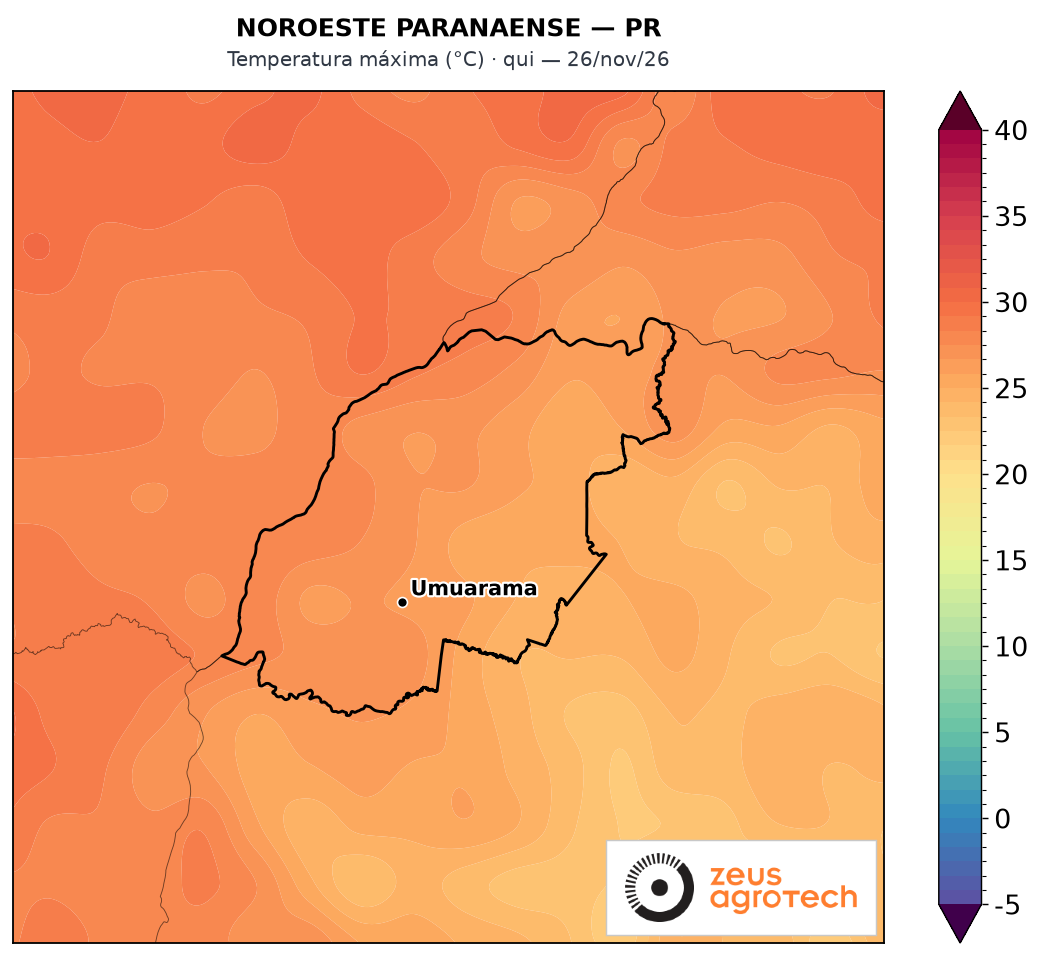 NOROESTE PARANAENSE — PR
Temperatura máxima (°C) · qui — 26/nov/26
40
35
30
25
20
15
10
5
0
-5
Umuarama
zeus
agrotech